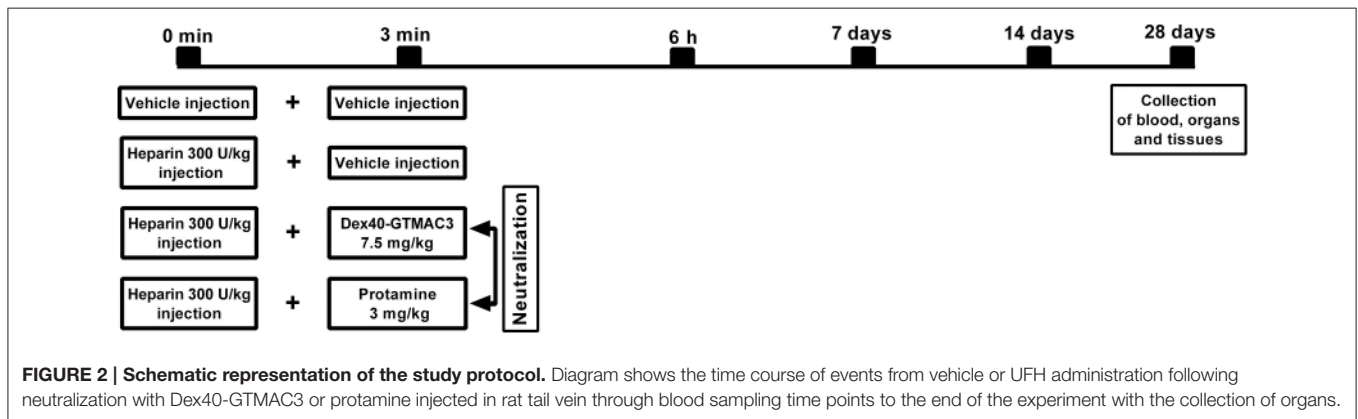 0 min 3 min 6 h 7 days 14 days 28 days
Vehicle injection + Vehicle injection
Heparin 300 U/kg
injection
+ Vehicle injection
Heparin 300 U/kg
injection
+ Dex40-GTMAC3
7.5 mg/kg
Heparin 300 U/kg
injection
+ Protamine
3 mg/kg
Neutralization
Collection
of blood, organs
and tissues
FIGURE 2 | Schematic representation of the study protocol. Diagram shows the time course of events from vehicle or UFH administration following
neutralization with Dex40-GTMAC3 or protamine injected in rat tail vein through blood sampling time points to the end of the experiment with the collection of organs.